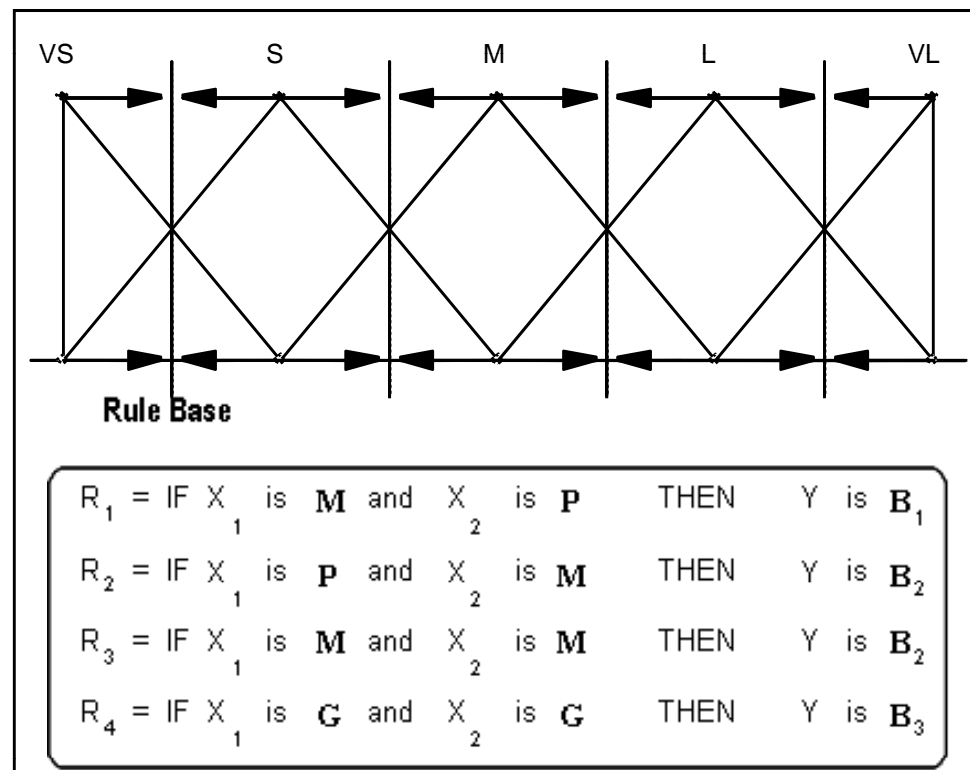 VS S M L VL
Rule Base
R1 = IF X1 is M and X2 is P THEN Y is B1
R2 = IF X1 is P and X2 is M THEN Y is B2
R3 = IF X1 is M and X2 is M THEN Y is B2
R4 = IF X1 is G and X2 is G THEN Y is B3